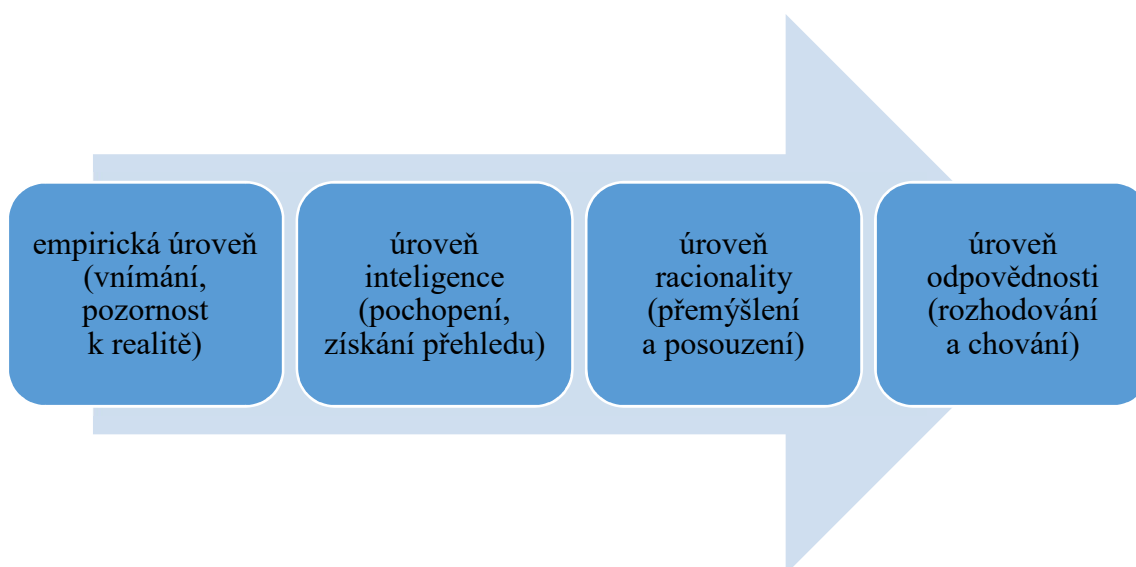 empirická úroveň
(vnímání,
pozornost
k realitě)
úroveň
inteligence
(pochopení,
získání přehledu)
úroveň
racionality
(přemýšlení
a posouzení)
úroveň
odpovědnosti
(rozhodování
a chování)